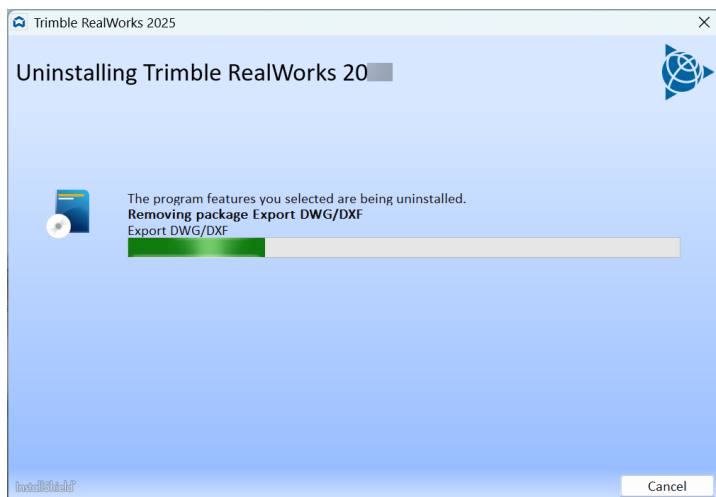 Trimble RealWorks 2025
Uninstalling Trimble RealWorks 20
The program features you selected are being uninstalled.
Removing package Export DWG/DXF
Export DWG/DXF
InstallShield
Cancel